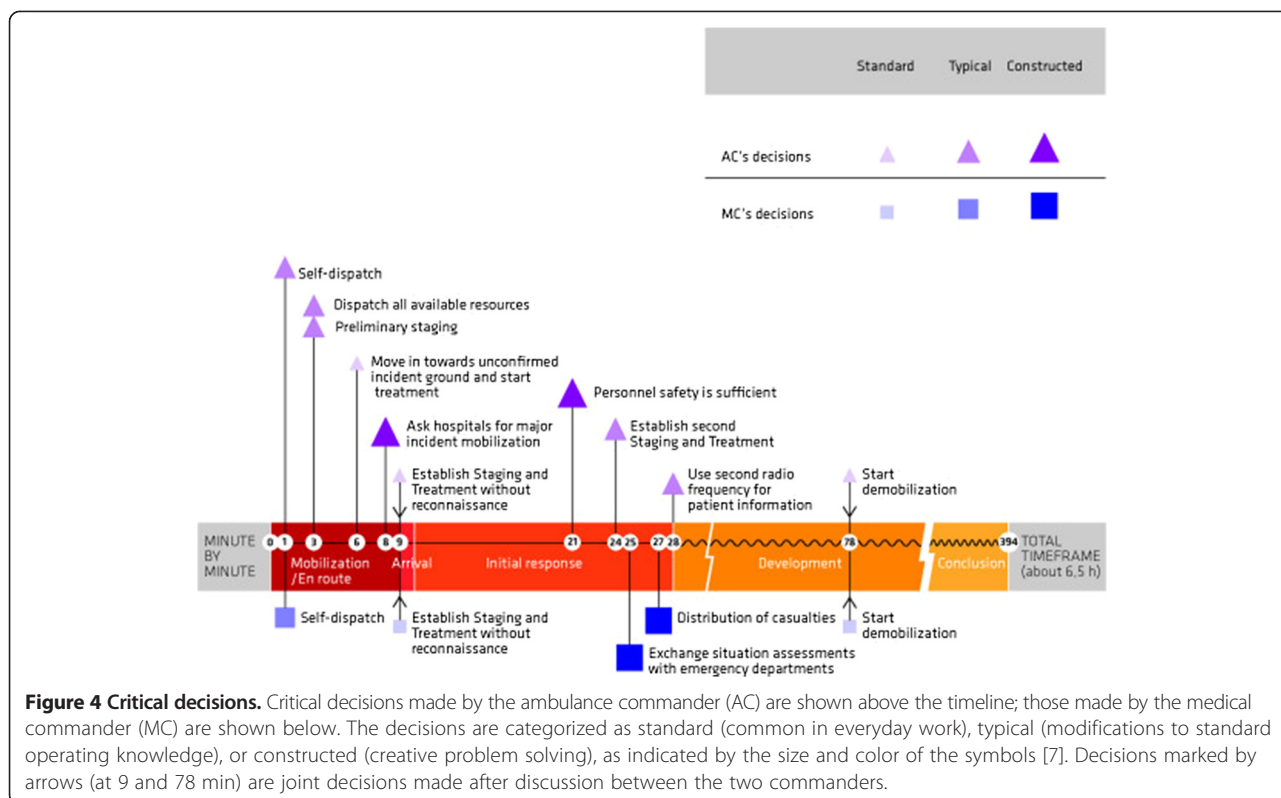 Standard Typical Constructed
AC's decisions
MC's decisions
Self-dispatch
Dispatch all available resources
Preliminary staging
Move in towards unconfirmed
incident ground and start
treatment
Ask hospitals for major
incident mobilization
Establish Staging and
Treatment without
reconnaissance
Personnel safety is sufficient
Establish second
Staging and Treatment
Use second radio
frequency for
patient information
Start
demobilization
MINUTE
BY
MINUTE
0 1 3 6 8 9 21 24 25 27 28 78 394
Mobilization
/En route
Arrival
Initial response
Development
Conclusion
TOTAL
TIMEFRAME
(about 6,5 h)
Self-dispatch
Establish Staging and
Treatment without
reconnaissance
Distribution of casualties
Exchange situation assessments
with emergency departments
Start
demobilization
Figure 4 Critical decisions. Critical decisions made by the ambulance commander (AC) are shown above the timeline; those made by the medical
commander (MC) are shown below. The decisions are categorized as standard (common in everyday work), typical (modifications to standard
operating knowledge), or constructed (creative problem solving), as indicated by the size and color of the symbols [7]. Decisions marked by
arrows (at 9 and 78 min) are joint decisions made after discussion between the two commanders.